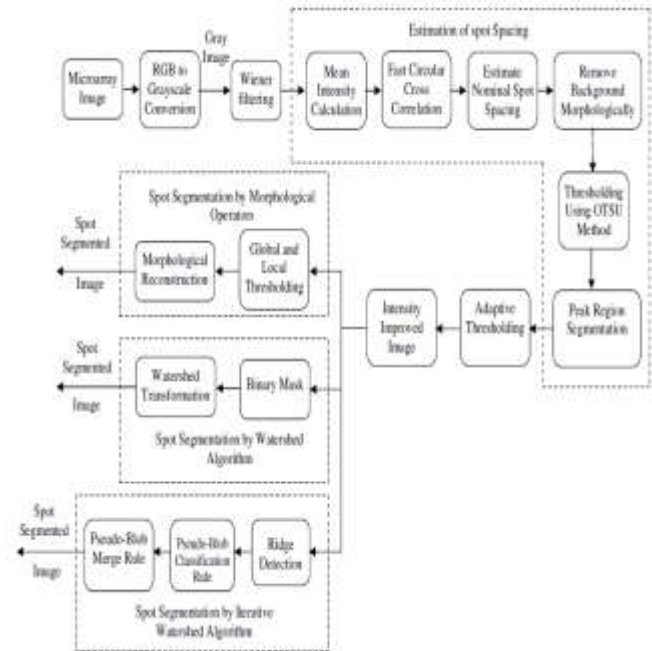 Estimation of spot Spacing
Gray
Image
Microarray
Image
RGB to
Grayscale
Conversion
Wiener
filtering
Mean
Intensity
Calculation
Fast Circular
Cross
Correlation
Estimate
Nominal Spot
Spacing
Remove
Background
Morphologically
Thresholding
Using OTSU
Method
Peak Region
Segmentation
Adaptive
Thresholding
Intensity
Improved
Image
Spot Segmentation by Morphological
Operators
Global and
Local
Thresholding
Morphological
Reconstruction
Spot
Segmented
Image
Binary Mask
Watershed
Transformation
Spot Segmentation by Watershed
Algorithm
Spot
Segmented
Image
Ridge
Detection
Pseudo-Blob
Classification
Rule
Pseudo-Blob
Merge Rule
Spot Segmentation by Iterative
Watershed Algorithm
Spot
Segmented
Image